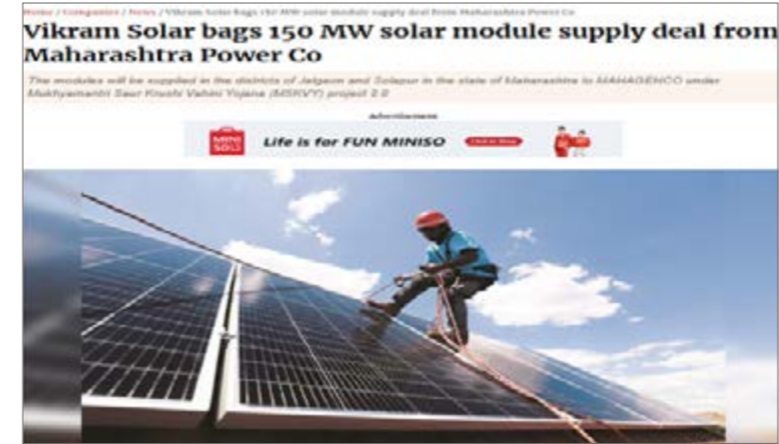 Home / Companies / News / Vikram Solar bags 150 MW solar module supply deal from Maharashtra Power Co
Vikram Solar bags 150 MW solar module supply deal from
Maharashtra Power Co
The modules will be supplied in the districts of Jalgaon and Solapur in the state of Maharashtra to MAHAGENCO under
Mukhyamantri Saur Krushi Vahini Yojana (MSKVY) project 2.0
Advertisement
MINI
SO
Life is for FUN MINISO